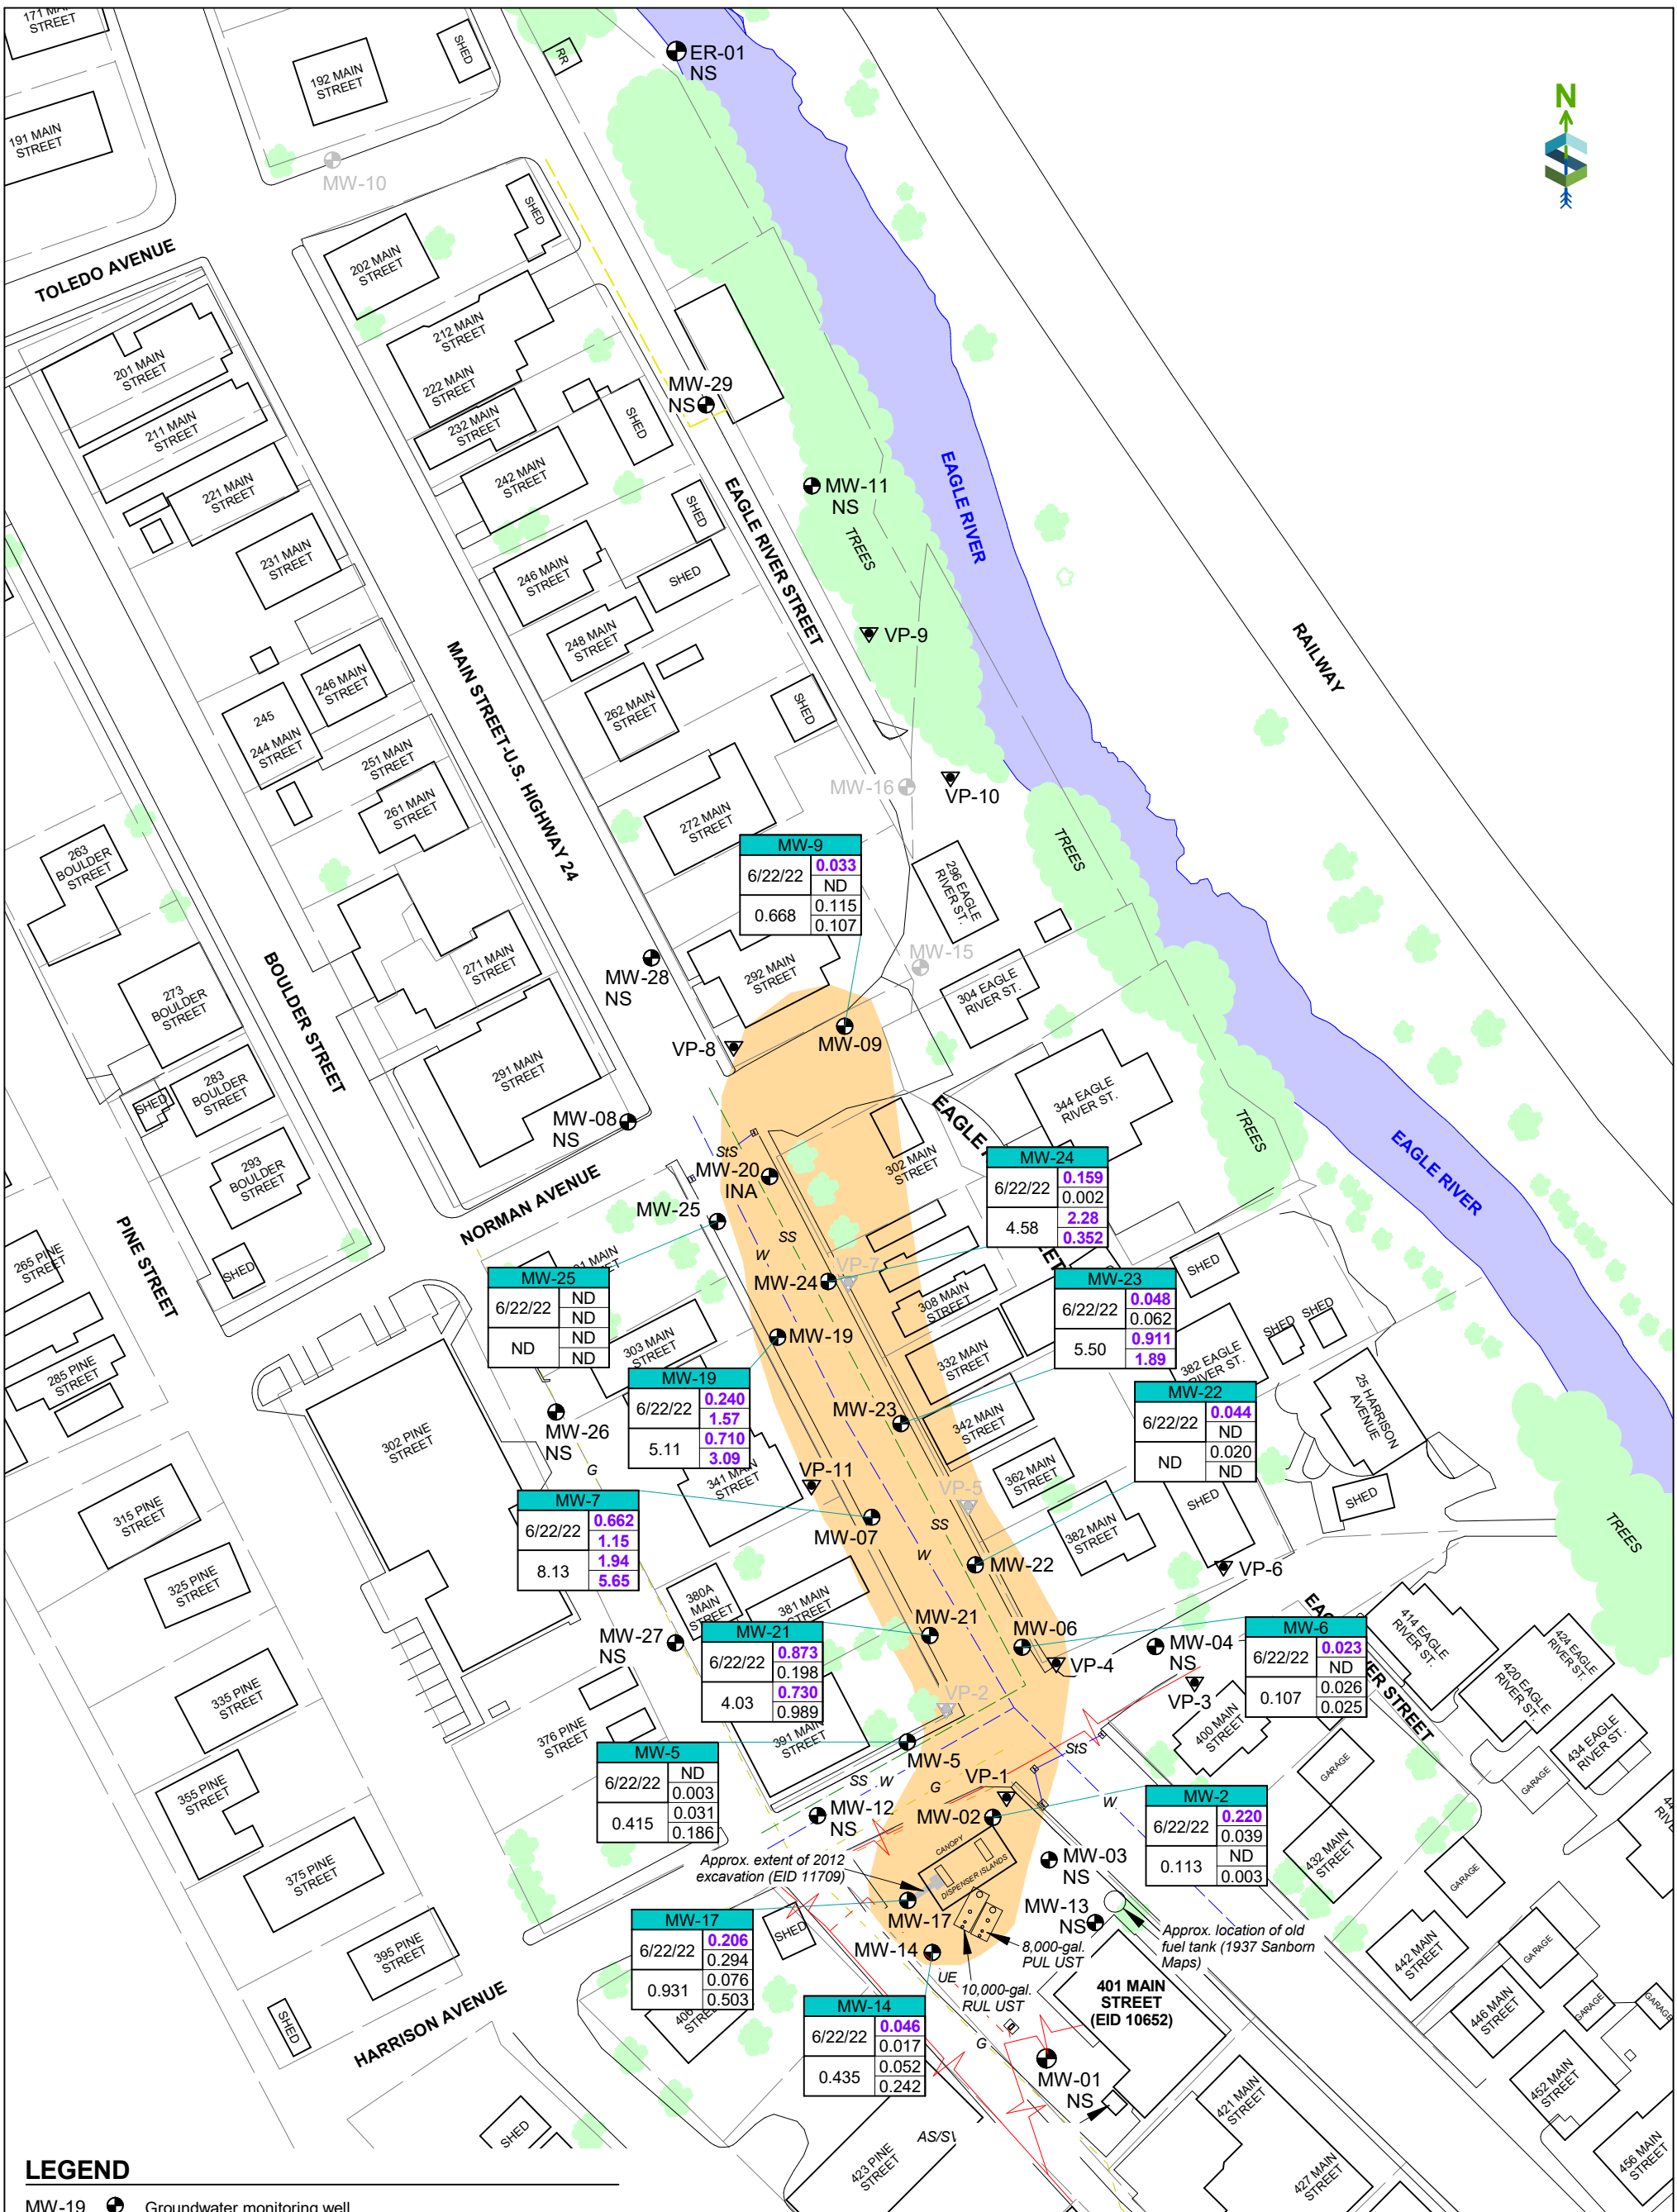 171 MAIN
STREET
192 MAIN
STREET
SHED
RR
ER-01
NS
N
191 MAIN
STREET
MW-10
SHED
TOLEDO AVENUE
202 MAIN
STREET
212 MAIN
STREET
222 MAIN
STREET
201 MAIN
STREET
211 MAIN
STREET
232 MAIN
STREET
SHED
MW-29
NS
221 MAIN
STREET
242 MAIN
STREET
SHED
MW-11
NS
EAGLE RIVER
EAGLE RIVER STREET
TREES
231 MAIN
STREET
246 MAIN
STREET
SHED
248 MAIN
STREET
VP-9
RAILWAY
MAIN STREET-U.S. HIGHWAY 24
246 MAIN
STREET
245
244 MAIN
STREET
262 MAIN
STREET
SHED
251 MAIN
STREET
261 MAIN
STREET
MW-16
VP-10
272 MAIN
STREET
TREES
263
BOULDER
STREET
MW-9
6/22/22
0.033
ND
0.668
0.115
0.107
296 EAGLE
RIVER ST.
MW-15
271 MAIN
STREET
MW-28
NS
292 MAIN
STREET
304 EAGLE
RIVER ST.
BOULDER STREET
273
BOULDER
STREET
MW-09
VP-8
291 MAIN
STREET
283
BOULDER
STREET
SHED
344 EAGLE
RIVER ST.
MW-08
NS
EAGLE
302 MAIN
STREET
TREES
EAGLE RIVER
StS
MW-20
INA
293
BOULDER
STREET
NORMAN AVENUE
MW-24
6/22/22
0.159
0.002
4.58
2.28
0.352
MW-25
PINE STREET
265 PINE
STREET
SHED
SS
W
VP-7
MW-24
SHED
MW-25
6/22/22
ND
ND
ND
ND
ND
308 MAIN
STREET
MW-23
6/22/22
0.048
0.062
5.50
0.911
1.89
303 MAIN
STREET
MW-19
332 MAIN
STREET
SHED
SHED
382 EAGLE
RIVER ST.
285 PINE
STREET
MW-19
6/22/22
0.240
1.57
5.11
0.710
3.09
MW-22
6/22/22
0.044
ND
ND
0.020
ND
25 HARRISON
AVENUE
MW-26
NS
MW-23
342 MAIN
STREET
302 PINE
STREET
G
341 MAIN
STREET
VP-11
362 MAIN
STREET
VP-5
SHED
SHED
315 PINE
STREET
MW-7
6/22/22
0.662
1.15
8.13
1.94
5.65
MW-07
SS
W
382 MAIN
STREET
TREES
MW-22
VP-6
325 PINE
STREET
380A
MAIN
STREET
381 MAIN
STREET
MW-21
MW-27
NS
MW-21
6/22/22
0.873
0.198
4.03
0.730
0.989
MW-06
VP-4
MW-04
NS
VP-3
MW-6
6/22/22
0.023
ND
0.107
0.026
0.025
414 EAGLE
RIVER ST.
424 EAGLE
RIVER ST.
420 EAGLE
RIVER ST.
335 PINE
STREET
VP-2
400 MAIN
STREET
434 EAGLE
RIVER ST.
376 PINE
STREET
391 MAIN
STREET
MW-5
StS
GARAGE
GARAGE
MW-5
6/22/22
ND
0.003
0.415
0.031
0.186
355 PINE
STREET
SS
W
G
VP-1
MW-02
W
MW-2
6/22/22
0.220
0.039
0.113
ND
0.003
MW-12
NS
CANOPY
DISPENSER ISLANDS
MW-03
NS
432 MAIN
STREET
GARAGE
Approx. extent of 2012
excavation (EID 11709)
375 PINE
STREET
MW-17
MW-13
NS
Approx. location of old
fuel tank (1937 Sanborn
Maps)
MW-17
6/22/22
0.206
0.294
0.931
0.076
0.503
SHED
MW-14
8,000-gal.
PUL UST
UE
10,000-gal.
RUL UST
442 MAIN
STREET
GARAGE
395 PINE
STREET
401 MAIN
STREET
(EID 10652)
MW-14
6/22/22
0.046
0.017
0.435
0.052
0.242
446 MAIN
STREET
GARAGE
GARAGE
SHED
HARRISON AVENUE
G
MW-01
NS
452 MAIN
STREET
421 MAIN
STREET
SHED
AS/S
423 PINE
STREET
427 MAIN
STREET
456 MAIN
STREET
LEGEND
MW-19 Groundwater monitoring well